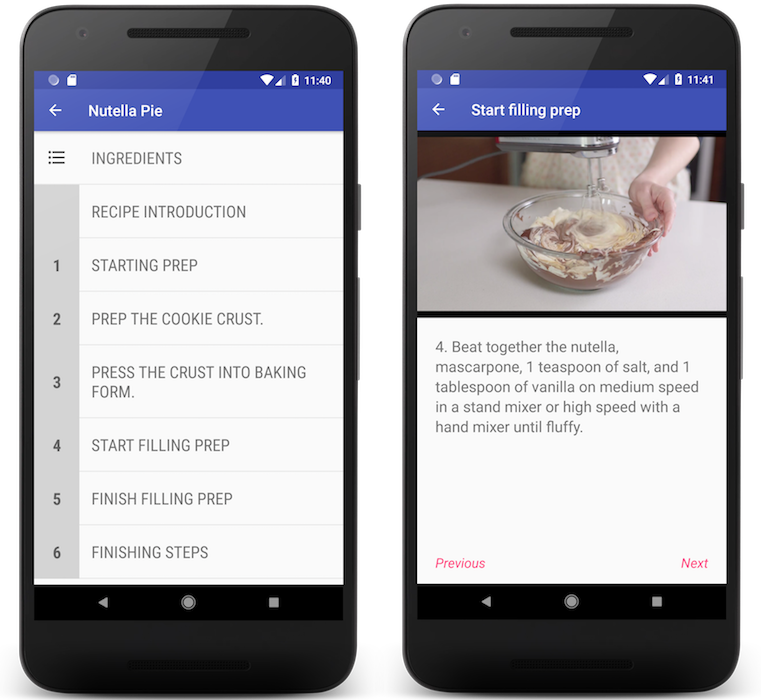 11:40
Nutella Pie
INGREDIENTS
RECIPE INTRODUCTION
1 STARTING PREP
2 PREP THE COOKIE CRUST.
3 PRESS THE CRUST INTO BAKING
FORM.
4 START FILLING PREP
5 FINISH FILLING PREP
6 FINISHING STEPS
11:41
Start filling prep
4. Beat together the nutella,
mascarpone, 1 teaspoon of salt, and 1
tablespoon of vanilla on medium speed
in a stand mixer or high speed with a
hand mixer until fluffy.
Previous Next